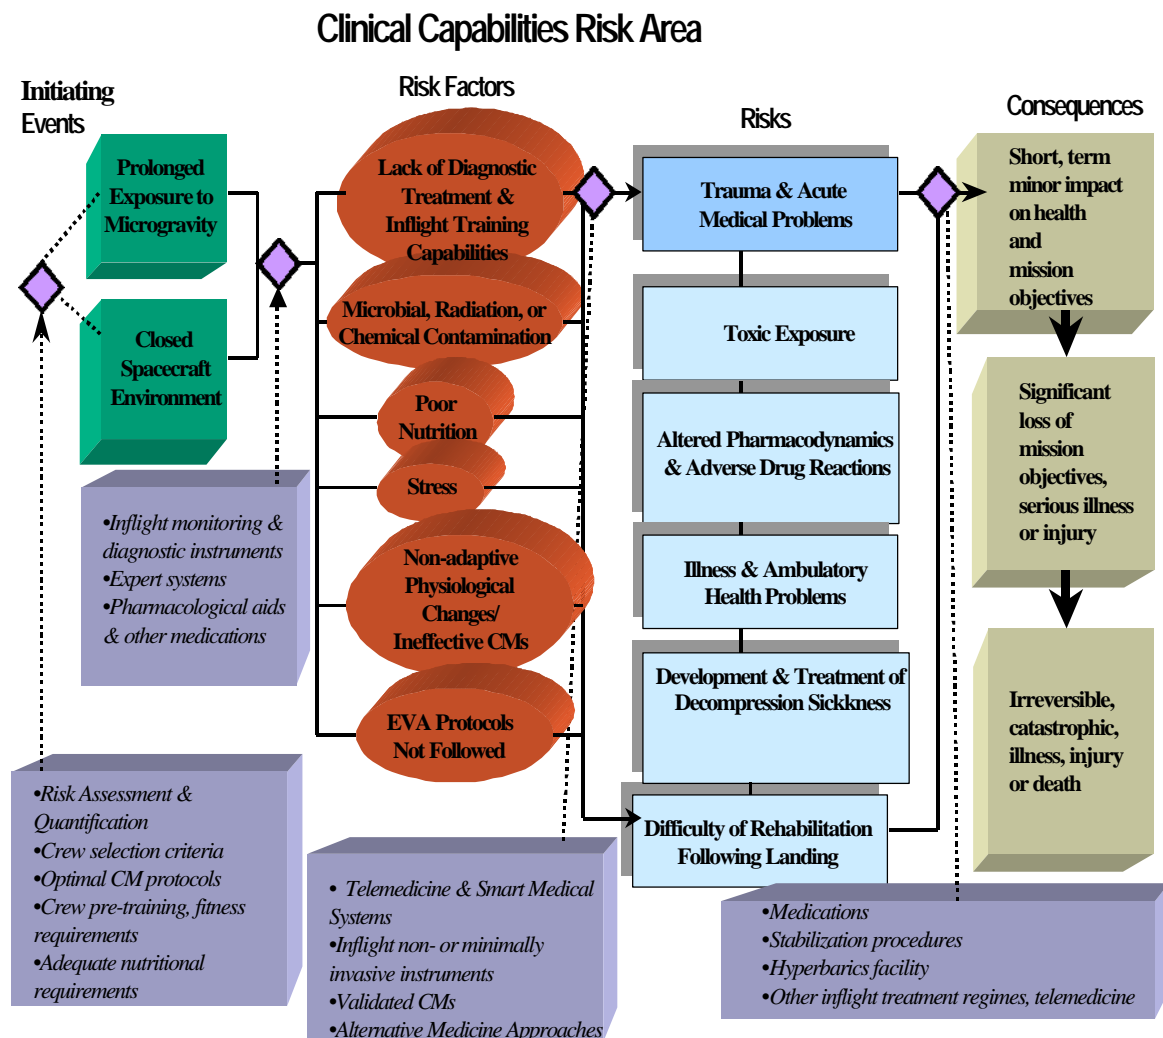 Clinical Capabilities Risk Area
Initiating
Events
Prolonged
Exposure to
Microgravity
Closed
Spacecraft
Environment
•Inflight monitoring &
diagnostic instruments
•Expert systems
•Pharmacological aids
& other medications
•Risk Assessment &
Quantification
•Crew selection criteria
•Optimal CM protocols
•Crew pre-training, fitness
requirements
•Adequate nutritional
requirements
Risk Factors
Lack of Diagnostic
Treatment &
Inflight Training
Capabilities
Microbial, Radiation, or
Chemical Contamination
Poor
Nutrition
Stress
Non-adaptive
Physiological
Changes/
Ineffective CMs
EVA Protocols
Not Followed
• Telemedicine & Smart Medical
Systems
•Inflight non- or minimally
invasive instruments
•Validated CMs
•Alternative Medicine Approaches
Risks
Trauma & Acute
Medical Problems
Toxic Exposure
Altered Pharmacodynamics
& Adverse Drug Reactions
Illness & Ambulatory
Health Problems
Development & Treatment of
Decompression Sickkness
Difficulty of Rehabilitation
Following Landing
Consequences
Short, term
minor impact
on health
and
mission
objectives
Significant
loss of
mission
objectives,
serious illness
or injury
Irreversible,
catastrophic,
illness, injury
or death
•Medications
•Stabilization procedures
•Hyperbarics facility
•Other inflight treatment regimes, telemedicine